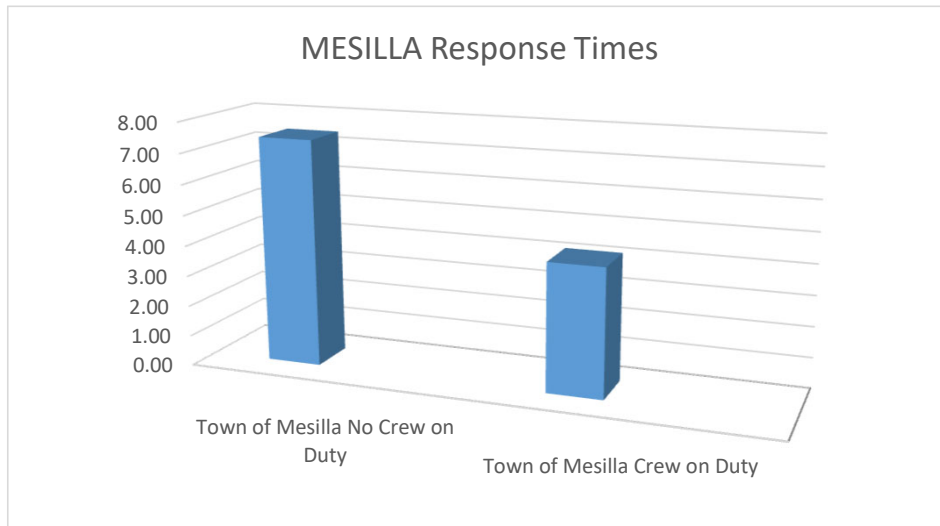 MESILLA Response Times
8.00
7.00
6.00
5.00
4.00
3.00
2.00
1.00
0.00
Town of Mesilla No Crew on
Duty
Town of Mesilla Crew on Duty